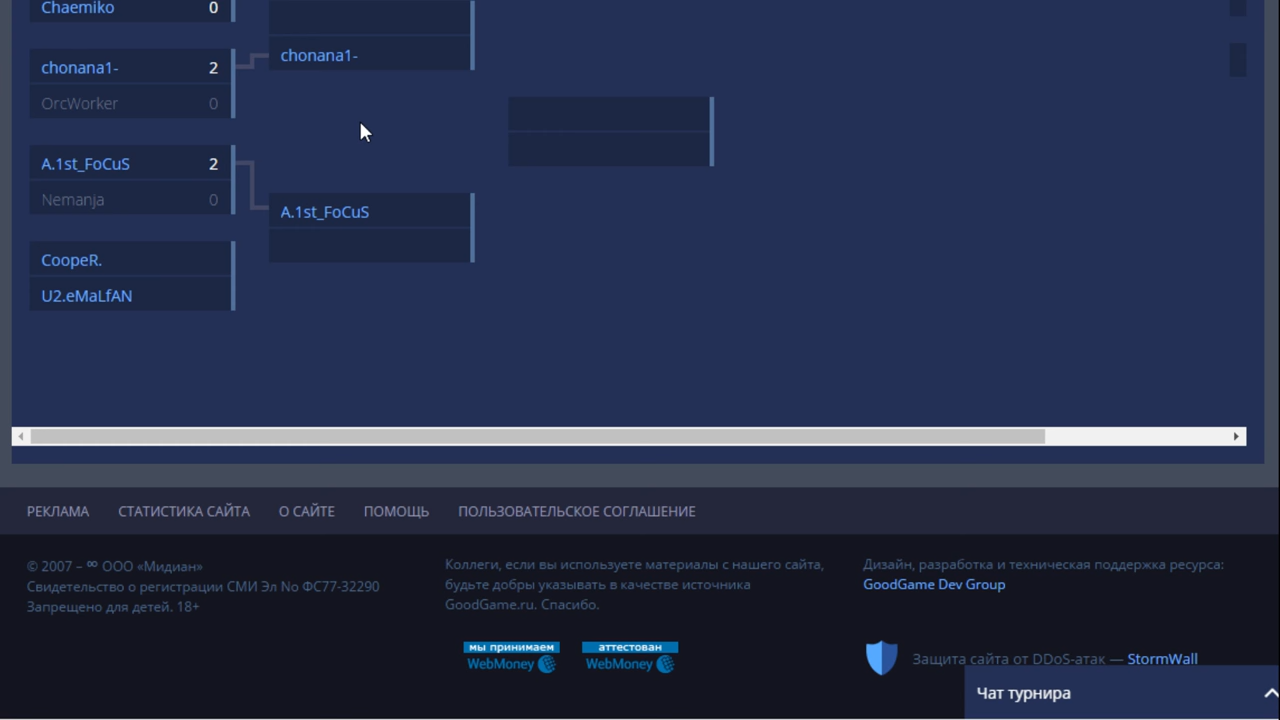 Chaemiko 0
chonana1- 2
OrcWorker 0
A.1st_FoCuS 2
Nemanja 0
CoopeR.
U2.eMaLfAN
chonana1-
A.1st_FoCuS
РЕКЛАМА СТАТИСТИКА САЙТА О САЙТЕ ПОМОЩЬ ПОЛЬЗОВАТЕЛЬСКОЕ СОГЛАШЕНИЕ
© 2007 – ∞ ООО «Мидиан»
Свидетельство о регистрации СМИ Эл No ФС77-32290
Запрещено для детей. 18+
Коллеги, если вы используете материалы с нашего сайта,
будьте добры указывать в качестве источника
GoodGame.ru. Спасибо.
мы принимаем
WebMoney
аттестован
WebMoney
Дизайн, разработка и техническая поддержка ресурса:
GoodGame Dev Group
Защита сайта от DDoS-атак — StormWall
Чат турнира